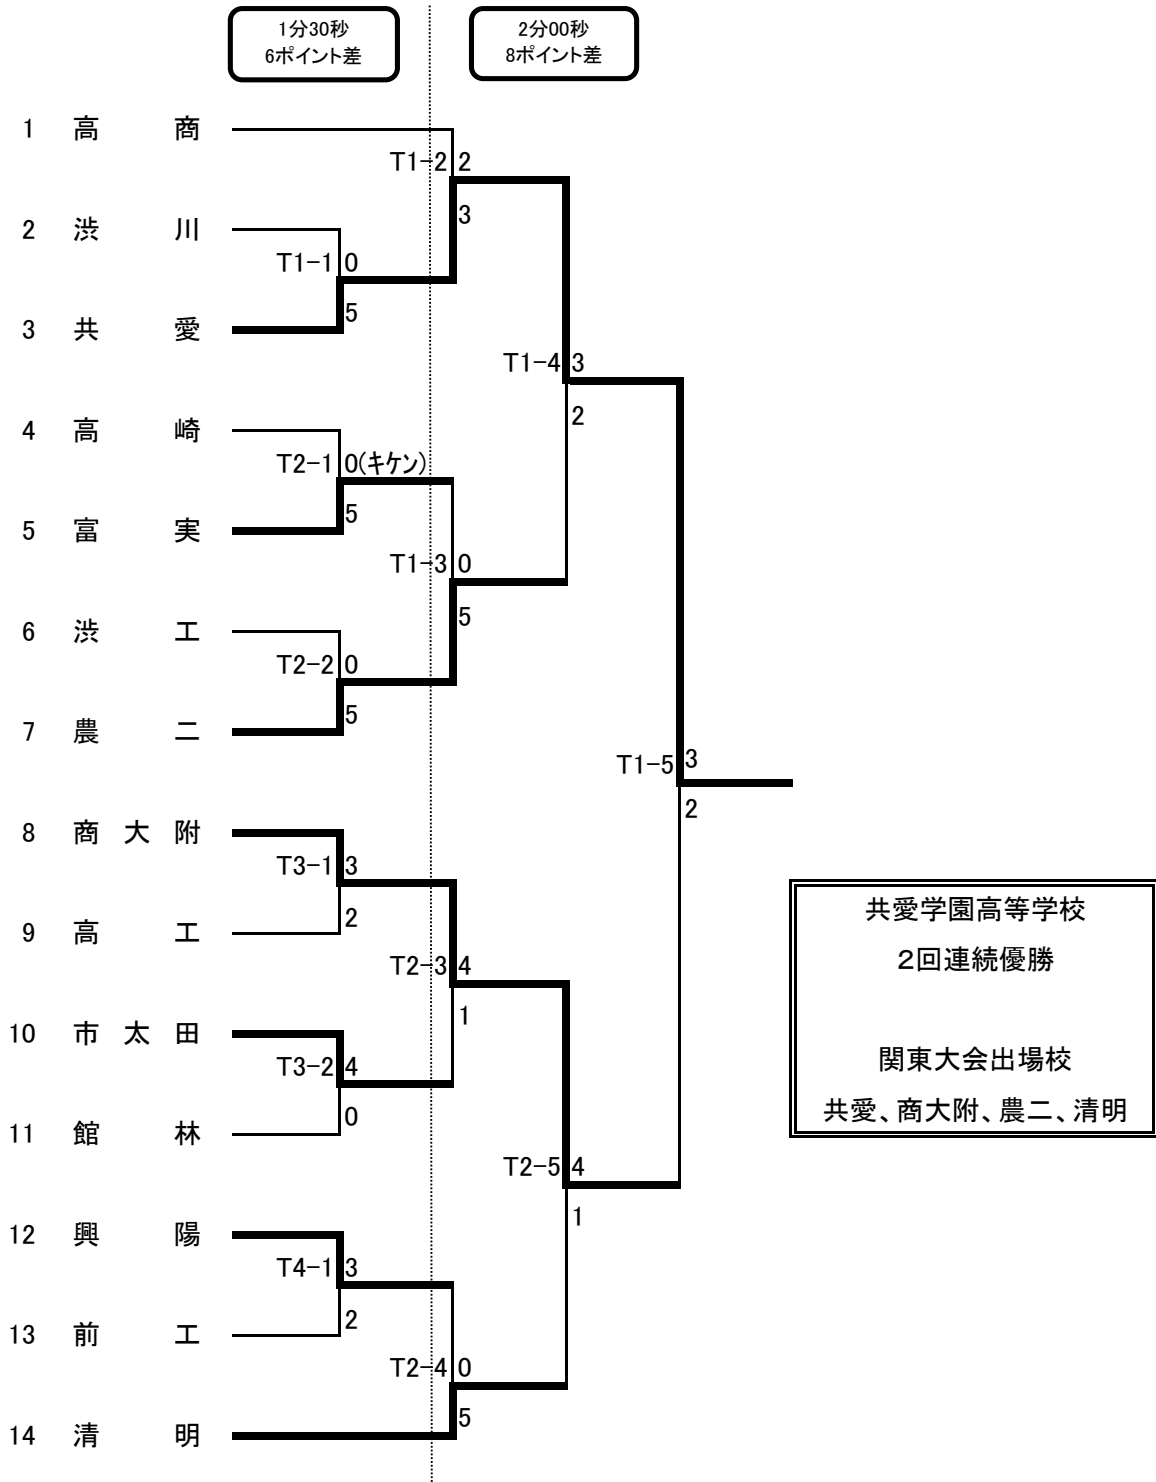 1分30秒
6ポイント差
2分00秒
8ポイント差
1 高 商
T1-2 2
3
2 渋 川
T1-1 0
5
3 共 愛
T1-4 3
2
4 高 崎
T2-1 0(キケン)
5
5 富 実
T1-3 0
5
6 渋 工
T2-2 0
5
7 農 二
T1-5 3
2
8 商 大 附
T3-1 3
2
9 高 工
T2-3 4
1
10 市 太 田
T3-2 4
0
11 館 林
T2-5 4
1
12 興 陽
T4-1 3
2
13 前 工
T2-4 0
5
14 清 明
共愛学園高等学校
2回連続優勝
関東大会出場校
共愛、商大附、農二、清明